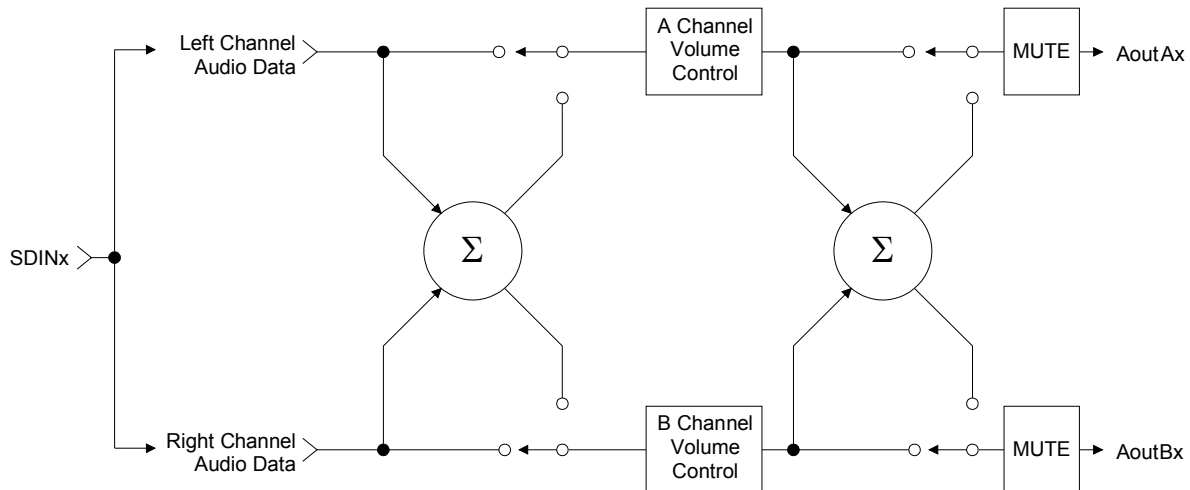 Left Channel
Audio Data
A Channel
Volume
Control
MUTE
AoutAx
SDINx
Σ
Σ
Right Channel
Audio Data
B Channel
Volume
Control
MUTE
AoutBx